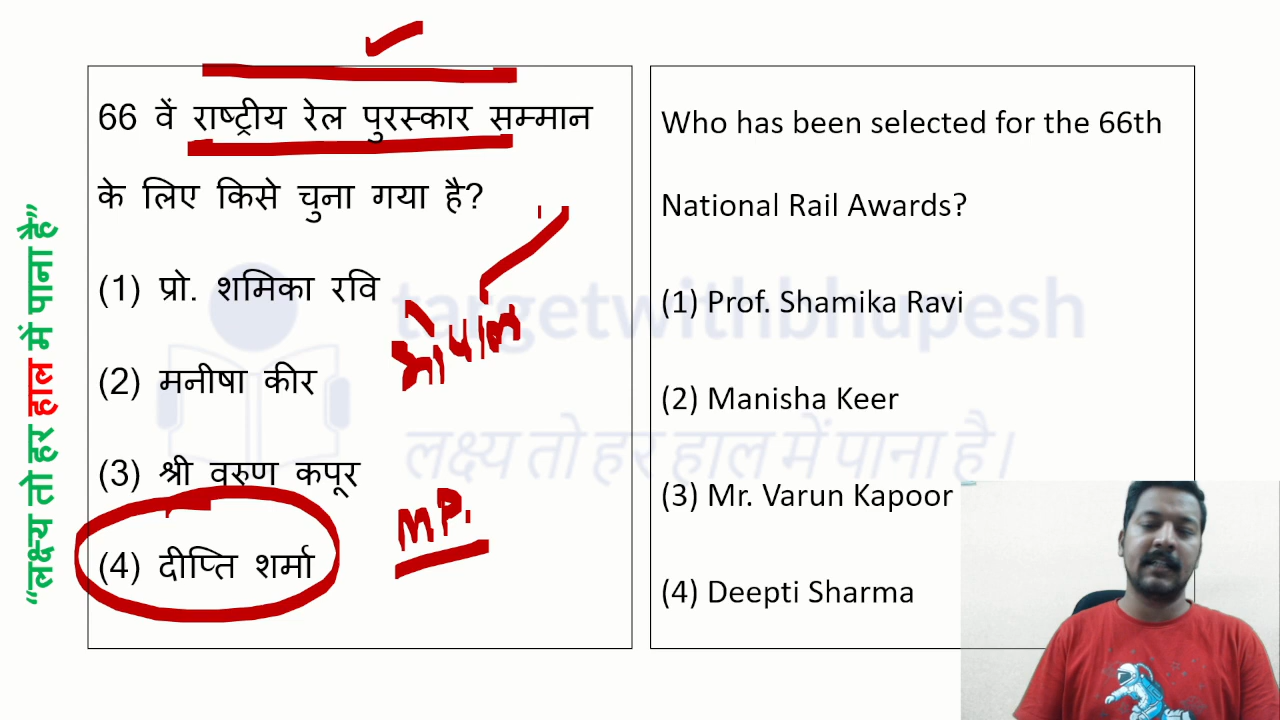 "लक्ष्य तो हर हाल में पाना है"
66 वें राष्ट्रीय रेल पुरस्कार सम्मान
के लिए किसे चुना गया है?
(1) प्रो. शमिका रवि
(2) मनीषा कीर
(3) श्री वरुण कपूर
(4) दीप्ति शर्मा
भोपाल
MP.
Who has been selected for the 66th
National Rail Awards?
(1) Prof. Shamika Ravi
(2) Manisha Keer
(3) Mr. Varun Kapoor
(4) Deepti Sharma
targetwithbhupesh
लक्ष्य तो हर हाल में पाना है।